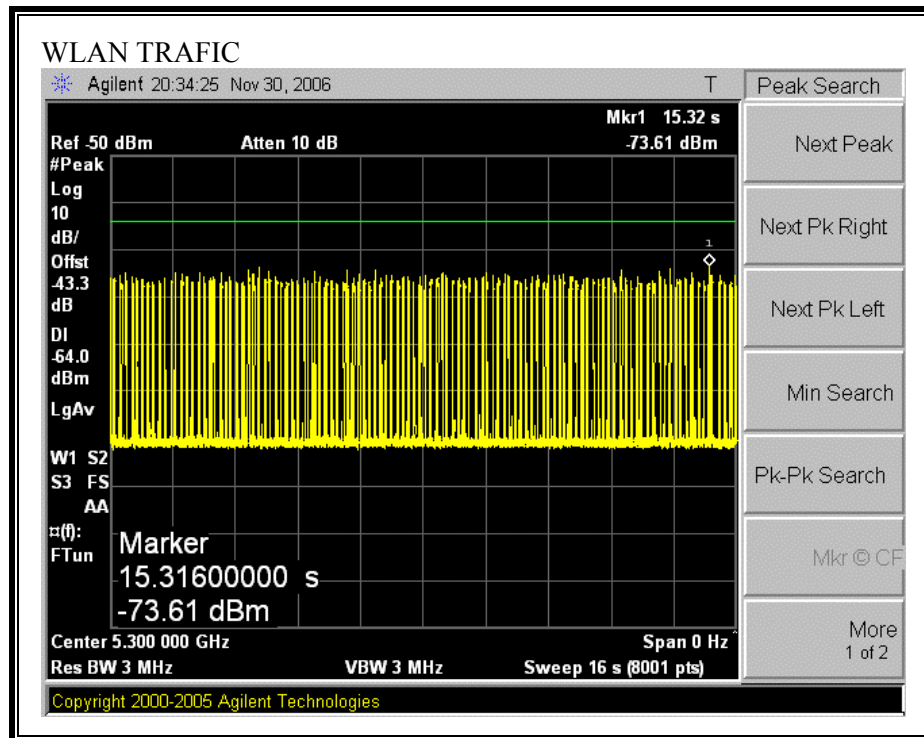 WLAN TRAFIC
Agilent 20:34:25 Nov 30, 2006 T
Peak Search
Mkr1 15.32 s
Ref -50 dBm Atten 10 dB -73.61 dBm
#Peak
Log
10
dB/
Offst
-43.3
dB
DI
-64.0
dBm
LgAv
W1 S2
S3 FS
AA
¤(f):
FTun
1
Marker
15.31600000 s
-73.61 dBm
Center 5.300 000 GHz Span 0 Hz^
Res BW 3 MHz VBW 3 MHz Sweep 16 s (8001 pts)
Copyright 2000-2005 Agilent Technologies
Next Peak
Next Pk Right
Next Pk Left
Min Search
Pk-Pk Search
Mkr © CF
More
1 of 2